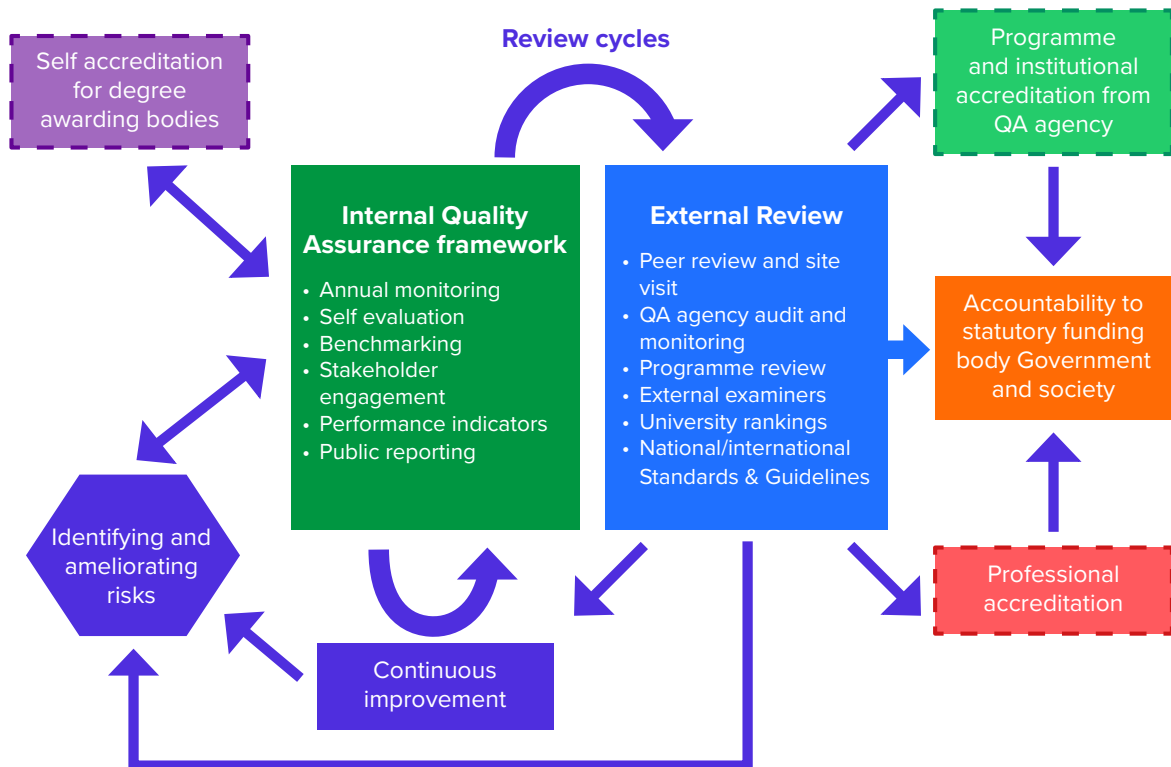 Review cycles
Self accreditation
for degree
awarding bodies
Programme
and institutional
accreditation from
QA agency
Internal Quality
Assurance framework
• Annual monitoring
• Self evaluation
• Benchmarking
• Stakeholder
engagement
• Performance indicators
• Public reporting
External Review
• Peer review and site
visit
• QA agency audit and
monitoring
• Programme review
• External examiners
• University rankings
• National/international
Standards & Guidelines
Accountability to
statutory funding
body Government
and society
Identifying and
ameliorating
risks
Continuous
improvement
Professional
accreditation